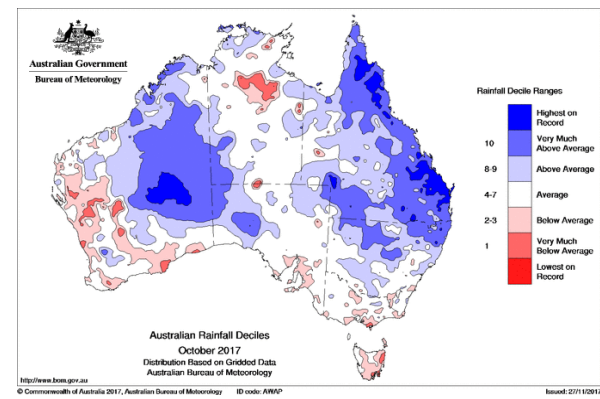 Australian Government
Bureau of Meteorology
Rainfall Decile Ranges
Highest on
Record
10
Very Much
Above Average
8-9
Above Average
4-7
Average
2-3
Below Average
1
Very Much
Below Average
Lowest on
Record
Australian Rainfall Deciles
October 2017
Distribution Based on Gridded Data
Australian Bureau of Meteorology
http://www.bom.gov.au
© Commonwealth of Australia 2017, Australian Bureau of Meteorology
ID code: AWAP
Issued: 27/11/2017